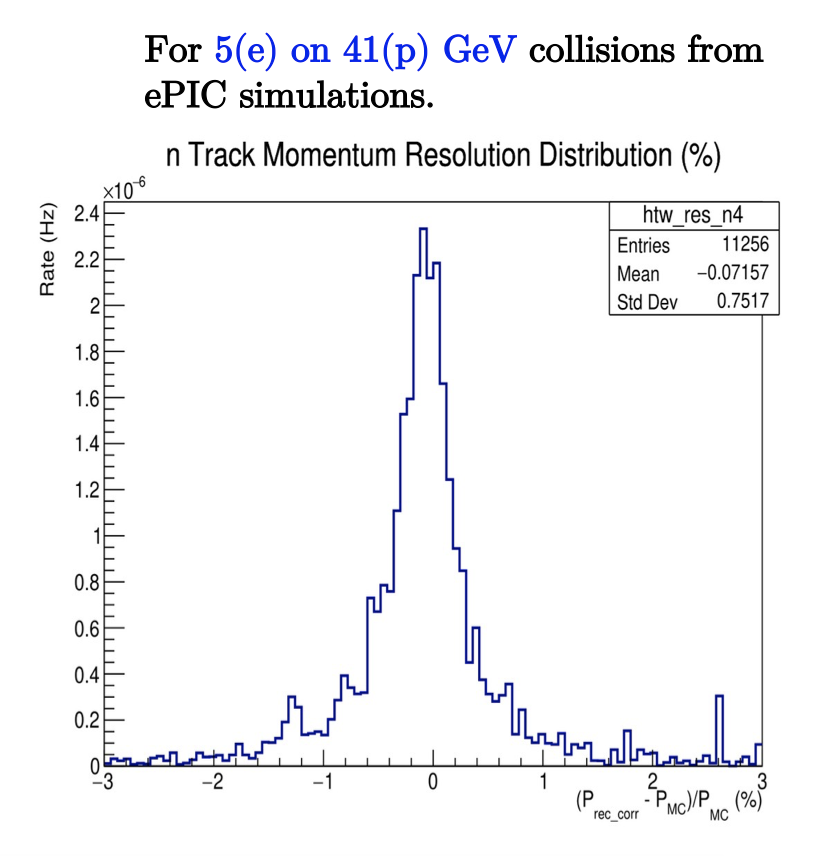 For 5(e) on 41(p) GeV collisions from
ePIC simulations.
n Track Momentum Resolution Distribution (%)
×10⁻⁶
Rate (Hz)
htw_res_n4
Entries 11256
Mean −0.07157
Std Dev 0.7517
2.4
2.2
2
1.8
1.6
1.4
1.2
1
0.8
0.6
0.4
0.2
0
−3 −2 −1 0 1 2 3
(P_rec_corr - P_MC)/P_MC (%)